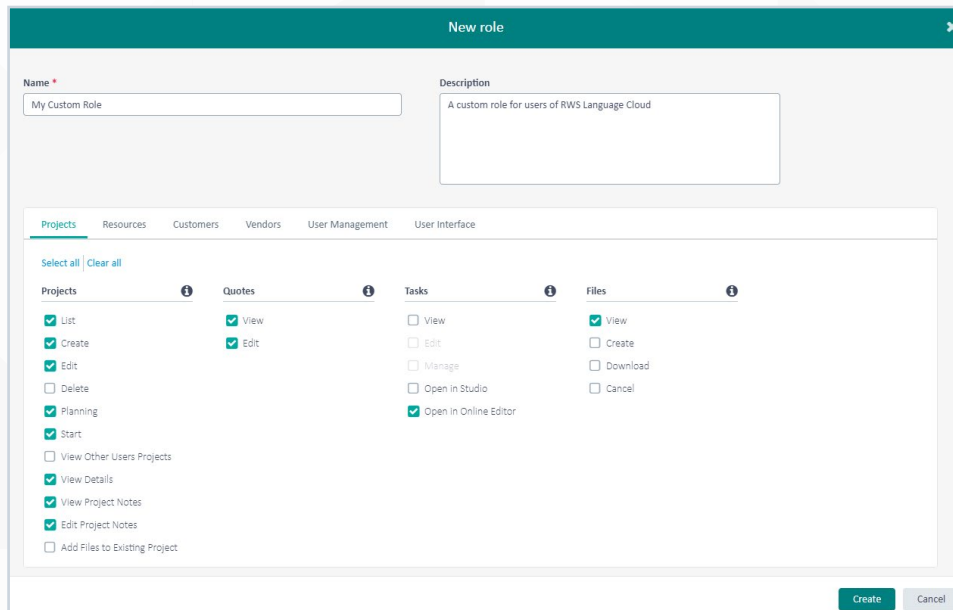 New role
Name *
Description
My Custom Role
A custom role for users of RWS Language Cloud
Projects Resources Customers Vendors User Management User Interface
Select all Clear all
Projects Quotes Tasks Files
List View View View
Create Edit Edit Create
Edit Manage Download
Delete Open in Studio Cancel
Planning Open in Online Editor
Start
View Other Users Projects
View Details
View Project Notes
Edit Project Notes
Add Files to Existing Project
Create Cancel